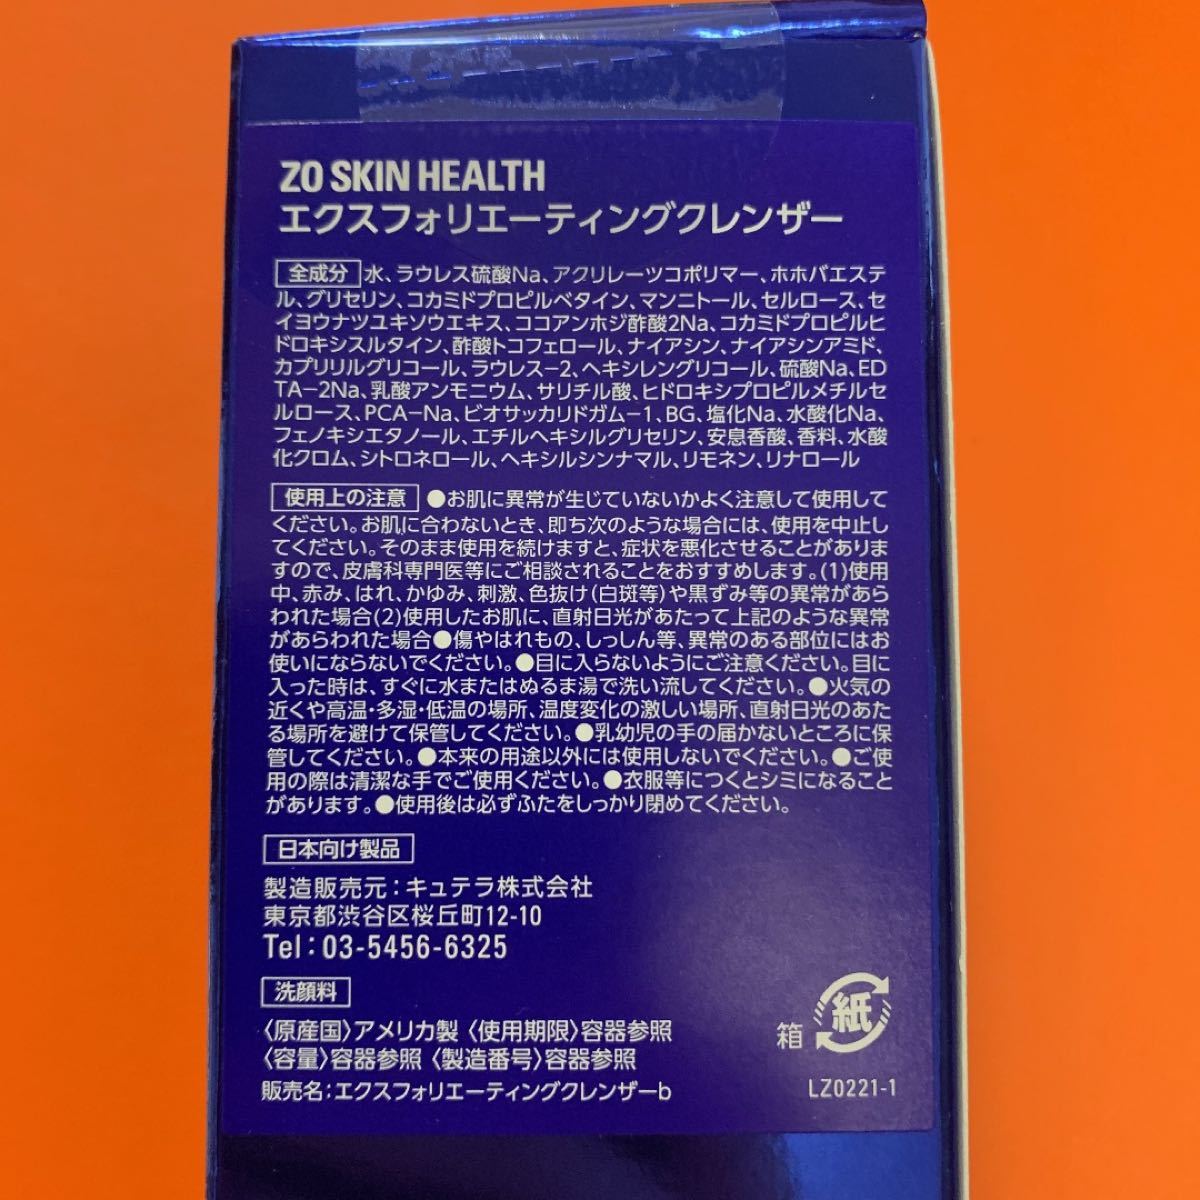 ZO SKIN HEALTH
エクスフォリエーティングクレンザー
全成分 水、ラウレス硫酸Na、アクリレーツコポリマー、ホホバエステ
ル、グリセリン、コカミドプロピルベタイン、マンニトール、セルロース、セ
イヨウナツユキソウエキス、ココアンホジ酢酸2Na、コカミドプロピルヒ
ドロキシスルタイン、酢酸トコフェロール、ナイアシン、ナイアシンアミド、
カプリリルグリコール、ラウレス−2、ヘキシレングリコール、硫酸Na、ED
TA−2Na、乳酸アンモニウム、サリチル酸、ヒドロキシプロピルメチルセ
ルロース、PCA−Na、ビオサッカリドガム−1、BG、塩化Na、水酸化Na、
フェノキシエタノール、エチルヘキシルグリセリン、安息香酸、香料、水酸
化クロム、シトロネロール、ヘキシルシンナマル、リモネン、リナロール
使用上の注意 ●お肌に異常が生じていないかよく注意して使用して
ください。お肌に合わないとき、即ち次のような場合には、使用を中止し
てください。そのまま使用を続けますと、症状を悪化させることがありま
すので、皮膚科専門医等にご相談されることをおすすめします。(1)使用
中、赤み、はれ、かゆみ、刺激、色抜け(白斑等)や黒ずみ等の異常があら
われた場合(2)使用したお肌に、直射日光があたって上記のような異常
があらわれた場合●傷やはれもの、しっしん等、異常のある部位にはお
使いにならないでください。●目に入らないようにご注意ください。目に
入った時は、すぐに水またはぬるま湯で洗い流してください。●火気の
近くや高温・多湿・低温の場所、温度変化の激しい場所、直射日光のあた
る場所を避けて保管してください。●乳幼児の手の届かないところに保
管してください。●本来の用途以外には使用しないでください。●ご使
用の際は清潔な手でご使用ください。●衣服等につくとシミになること
があります。●使用後は必ずふたをしっかり閉めてください。
日本向け製品
製造販売元：キュテラ株式会社
東京都渋谷区桜丘町12-10
Tel：03-5456-6325
洗顔料
〈原産国〉アメリカ製 〈使用期限〉容器参照
〈容量〉容器参照 〈製造番号〉容器参照
販売名：エクスフォリエーティングクレンザーb
箱 紙
LZ0221-1